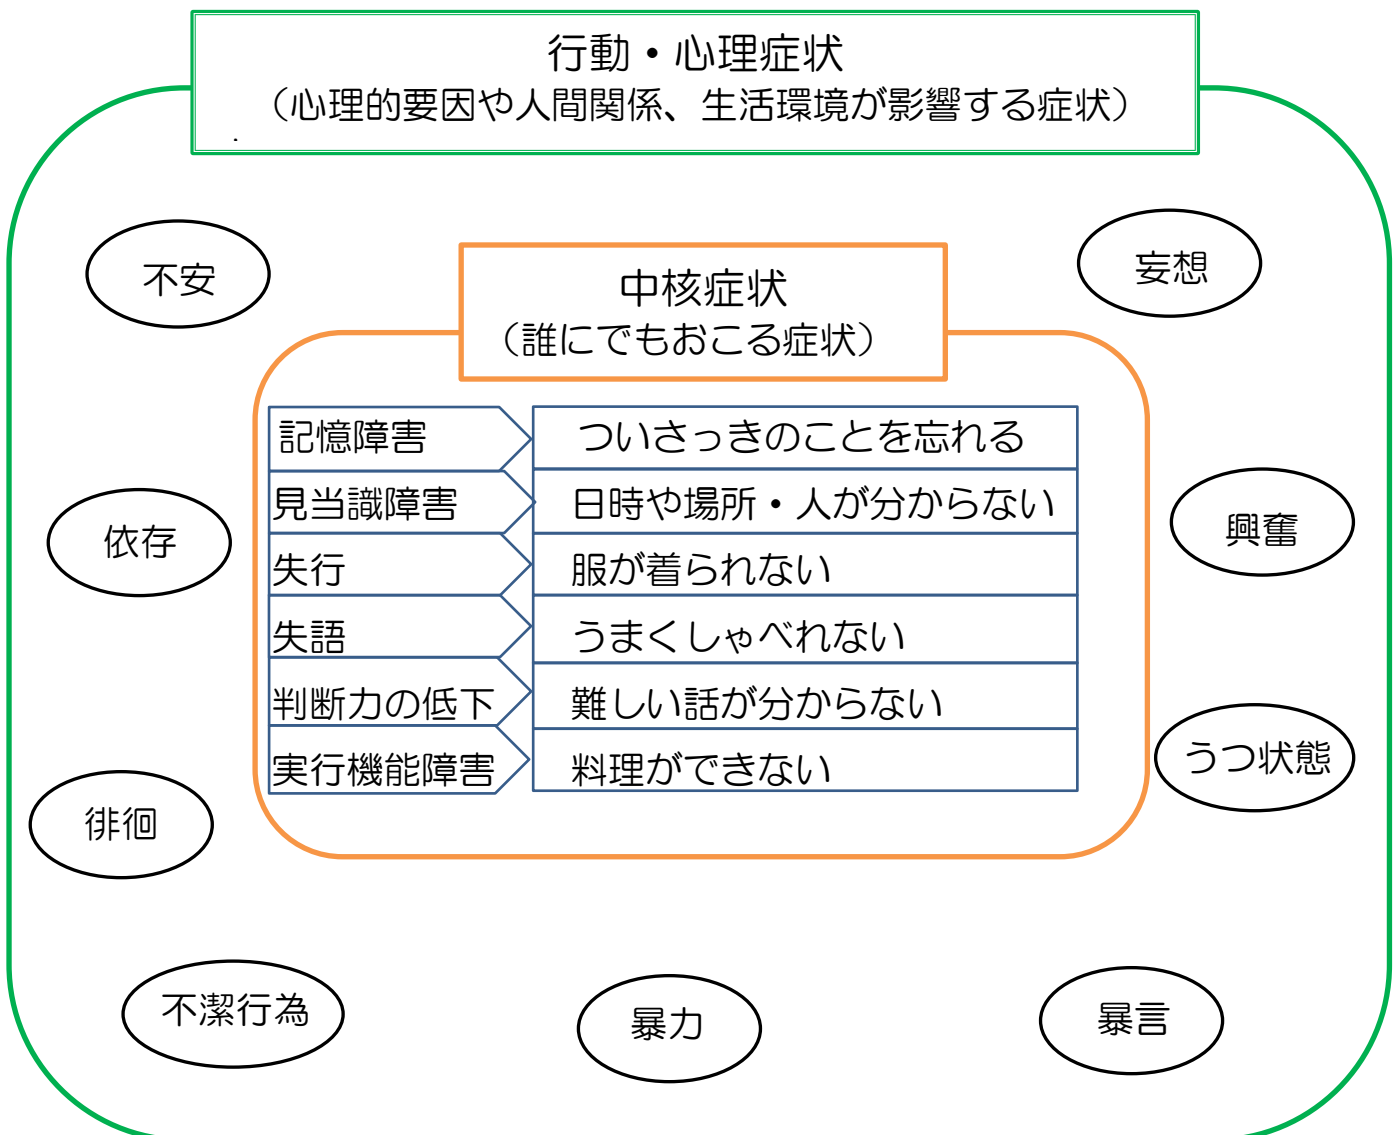 行動・心理症状
（心理的要因や人間関係、生活環境が影響する症状）
不安
妄想
中核症状
（誰にでもおこる症状）
記憶障害 ついさっきのことを忘れる
見当識障害 日時や場所・人が分からない
失行 服が着られない
失語 うまくしゃべれない
判断力の低下 難しい話が分からない
実行機能障害 料理ができない
依存
興奮
うつ状態
徘徊
不潔行為
暴力
暴言